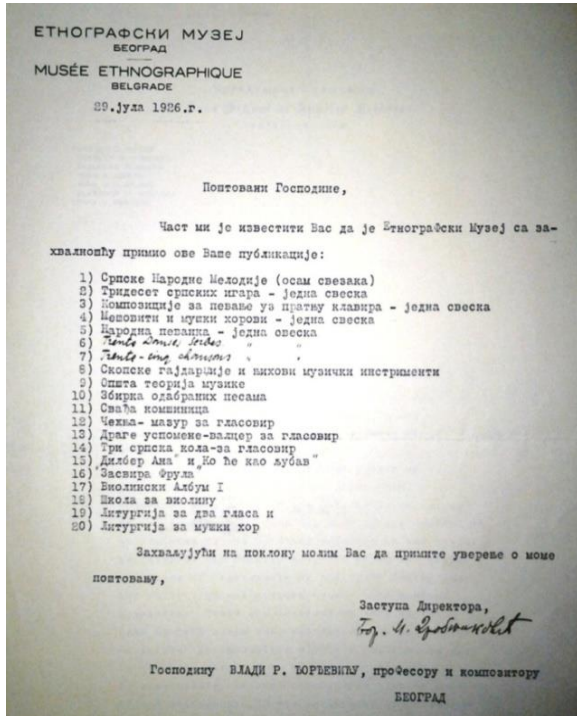 ЕТНОГРАФСКИ МУЗЕЈ
БЕОГРАД
MUSÉE ETHNOGRAPHIQUE
BELGRADE
29.јула 1926.г.
Поштовани Господине,
Част ми је известити Вас да је Етнографски Музеј са за-
хвалношћу примио ове Ваше публикације:
1) Српске Народне Мелодије (осам свезака)
2) Тридесет српских игара - једна свеска
3) Композиције за певање уз пратњу клавира - једна свеска
4) Мешовити и мушки хорови - једна свеска
5) Народна певанка - једна свеска
6) Trente Danses Serbes " "
7) Trente-cinq chansons " "
8) Скопске гајдарџије и њихови музички инструменти
9) Општа теорија музике
10) Збирка одабраних песама
11) Свађа комшиница
12) Чежња- мазур за гласовир
13) Драге успомене-валцер за гласовир
14) Три српска кола-за гласовир
15) "Дилбер Ана" и "Ко ће као љубав"
16) "Засвира Фрула"
17) Виолински Албум I
18) Школа за виолину
19) Литургија за два гласа и
20) Литургија за мушки хор
Захваљујући на поклону молим Вас да примите уверење о моме
поштовању,
Заступа Директора,
Бор. М. Дробњаковић
Господину ВЛАДИ Р. ЂОРЂЕВИЋУ, професору и композитору
БЕОГРАД